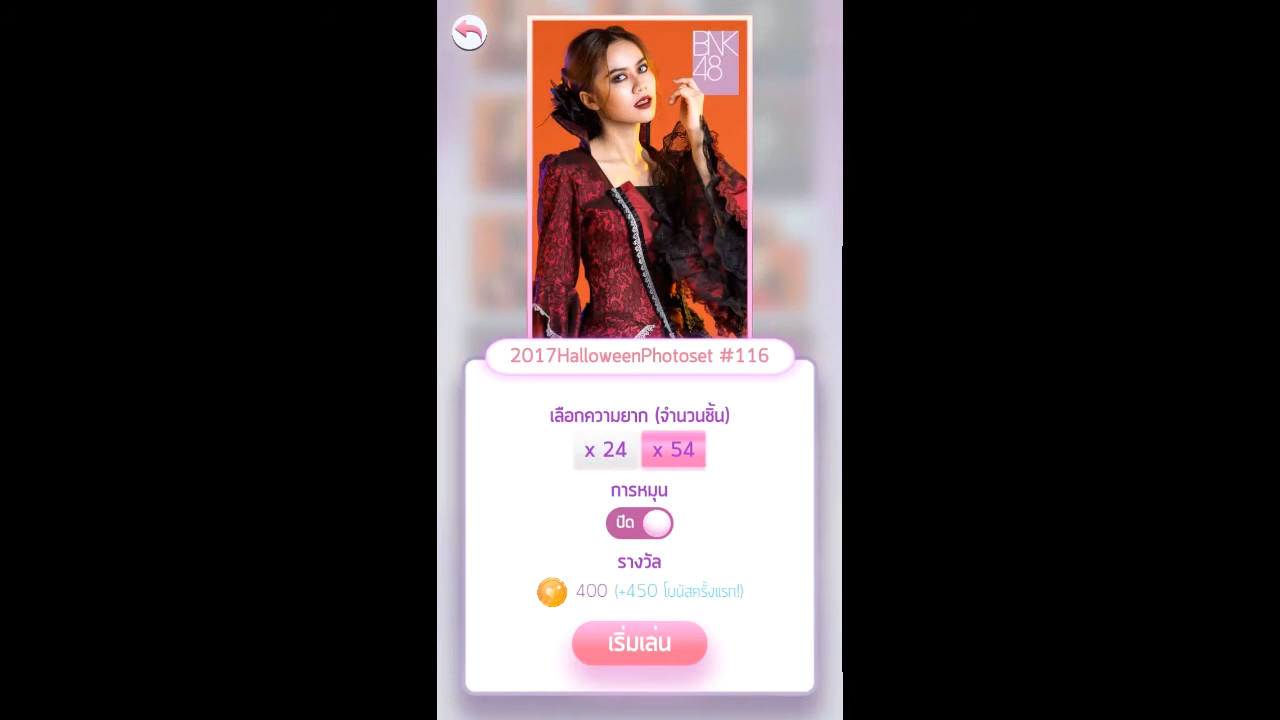 BNK
48
2017HalloweenPhotoset #116
เลือกความยาก (จำนวนชิ้น)
x 24 x 54
การหมุน
ปิด
รางวัล
400 (+450 โบนัสครั้งแรก!)
เริ่มเล่น